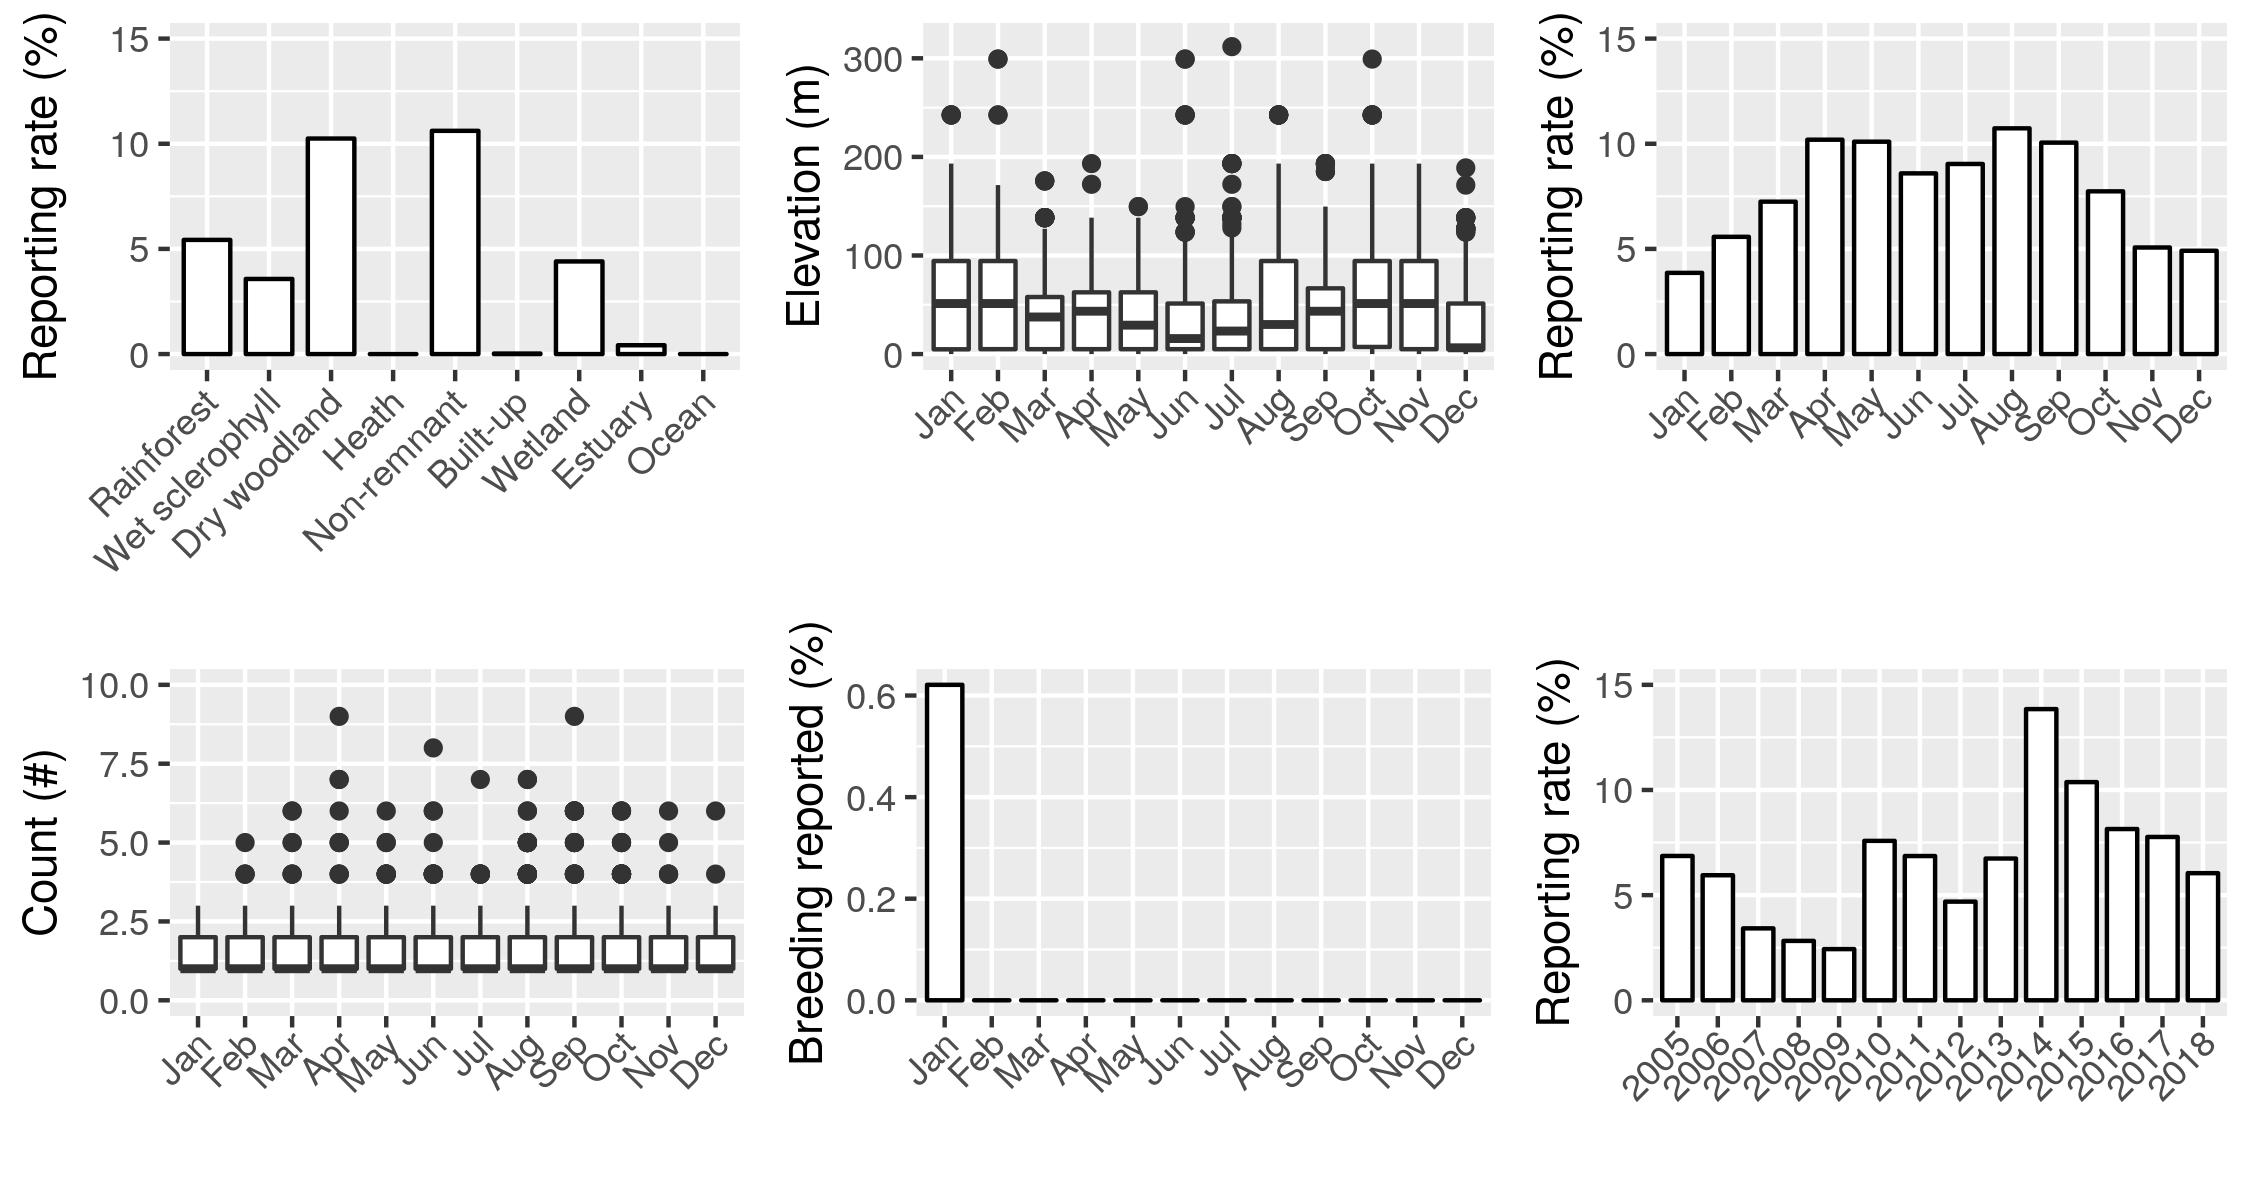 Reporting rate (%)
15
10
5
0
Rainforest
Wet sclerophyll
Dry woodland
Heath
Non-remnant
Built-up
Wetland
Estuary
Ocean
Elevation (m)
300
200
100
0
Jan
Feb
Mar
Apr
May
Jun
Jul
Aug
Sep
Oct
Nov
Dec
Reporting rate (%)
15
10
5
0
Jan
Feb
Mar
Apr
May
Jun
Jul
Aug
Sep
Oct
Nov
Dec
Count (#)
10.0
7.5
5.0
2.5
0.0
Jan
Feb
Mar
Apr
May
Jun
Jul
Aug
Sep
Oct
Nov
Dec
Breeding reported (%)
0.6
0.4
0.2
0.0
Jan
Feb
Mar
Apr
May
Jun
Jul
Aug
Sep
Oct
Nov
Dec
Reporting rate (%)
15
10
5
0
2005
2006
2007
2008
2009
2010
2011
2012
2013
2014
2015
2016
2017
2018